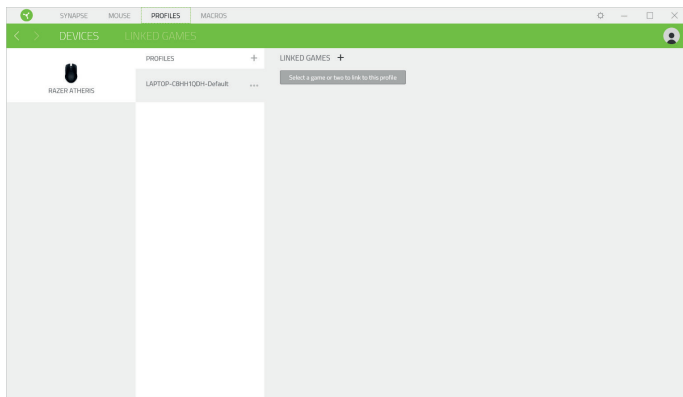 SYNAPSE MOUSE PROFILES MACROS
DEVICES LINKED GAMES
PROFILES + LINKED GAMES +
RAZER ATHERIS
LAPTOP-C8HH1QDH-Default ...
Select a game or two to link to this profile